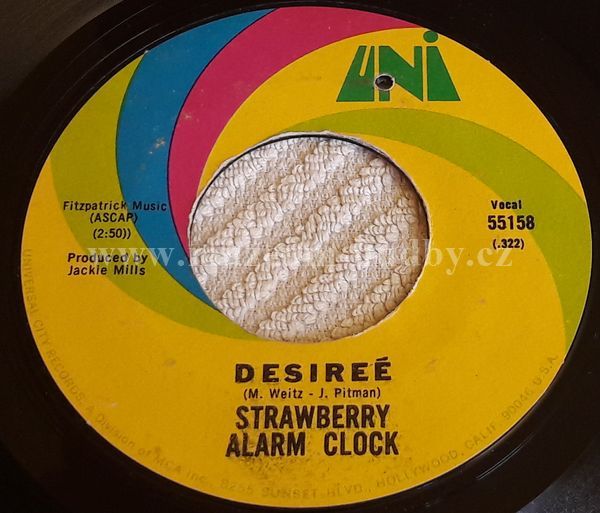 UNI
Fitzpatrick Music
(ASCAP)
(2:50))
Produced by
Jackie Mills
Vocal
55158
(.322)
DESIREÉ
(M. Weitz - J. Pitman)
STRAWBERRY
ALARM CLOCK
UNIVERSAL CITY RECORDS, A Division of MCA Inc., 8255 SUNSET BLVD., HOLLYWOOD, CALIF. 90046 U.S.A.